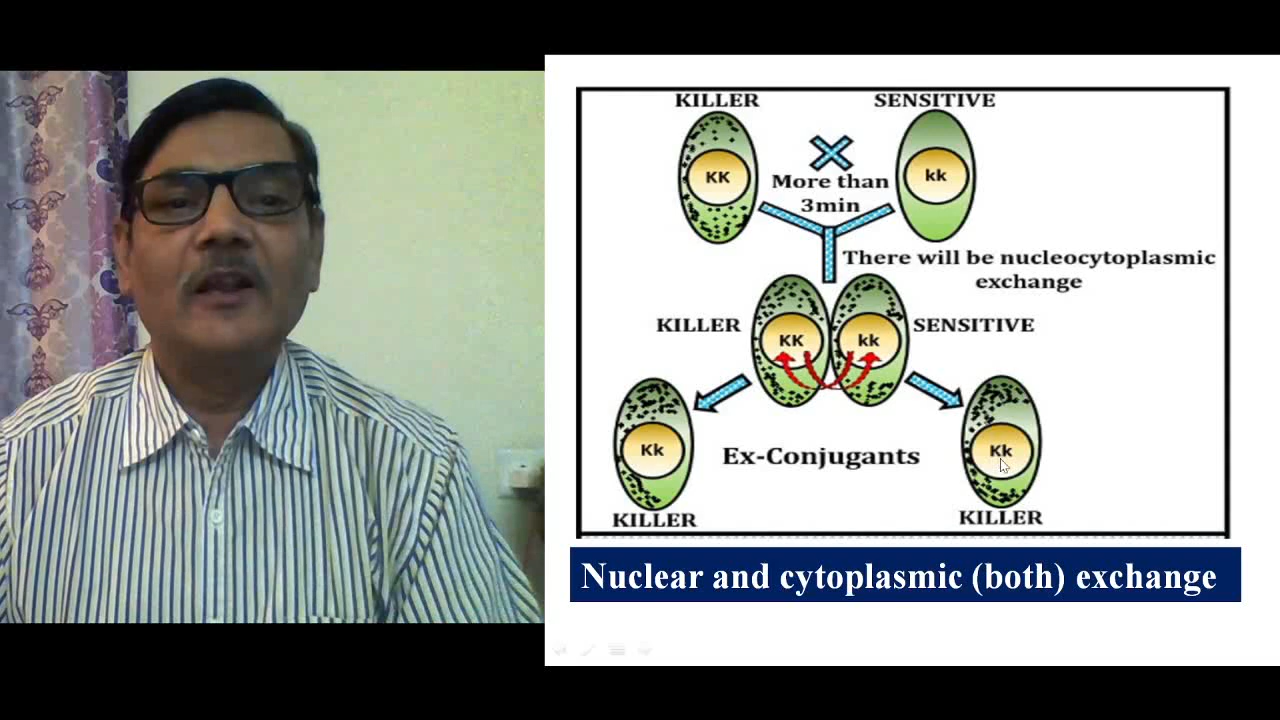 KILLER SENSITIVE
KK
kk
More than
3min
There will be nucleocytoplasmic
exchange
KILLER
KK
kk
SENSITIVE
Kk
Ex-Conjugants
Kk
KILLER
KILLER
Nuclear and cytoplasmic (both) exchange